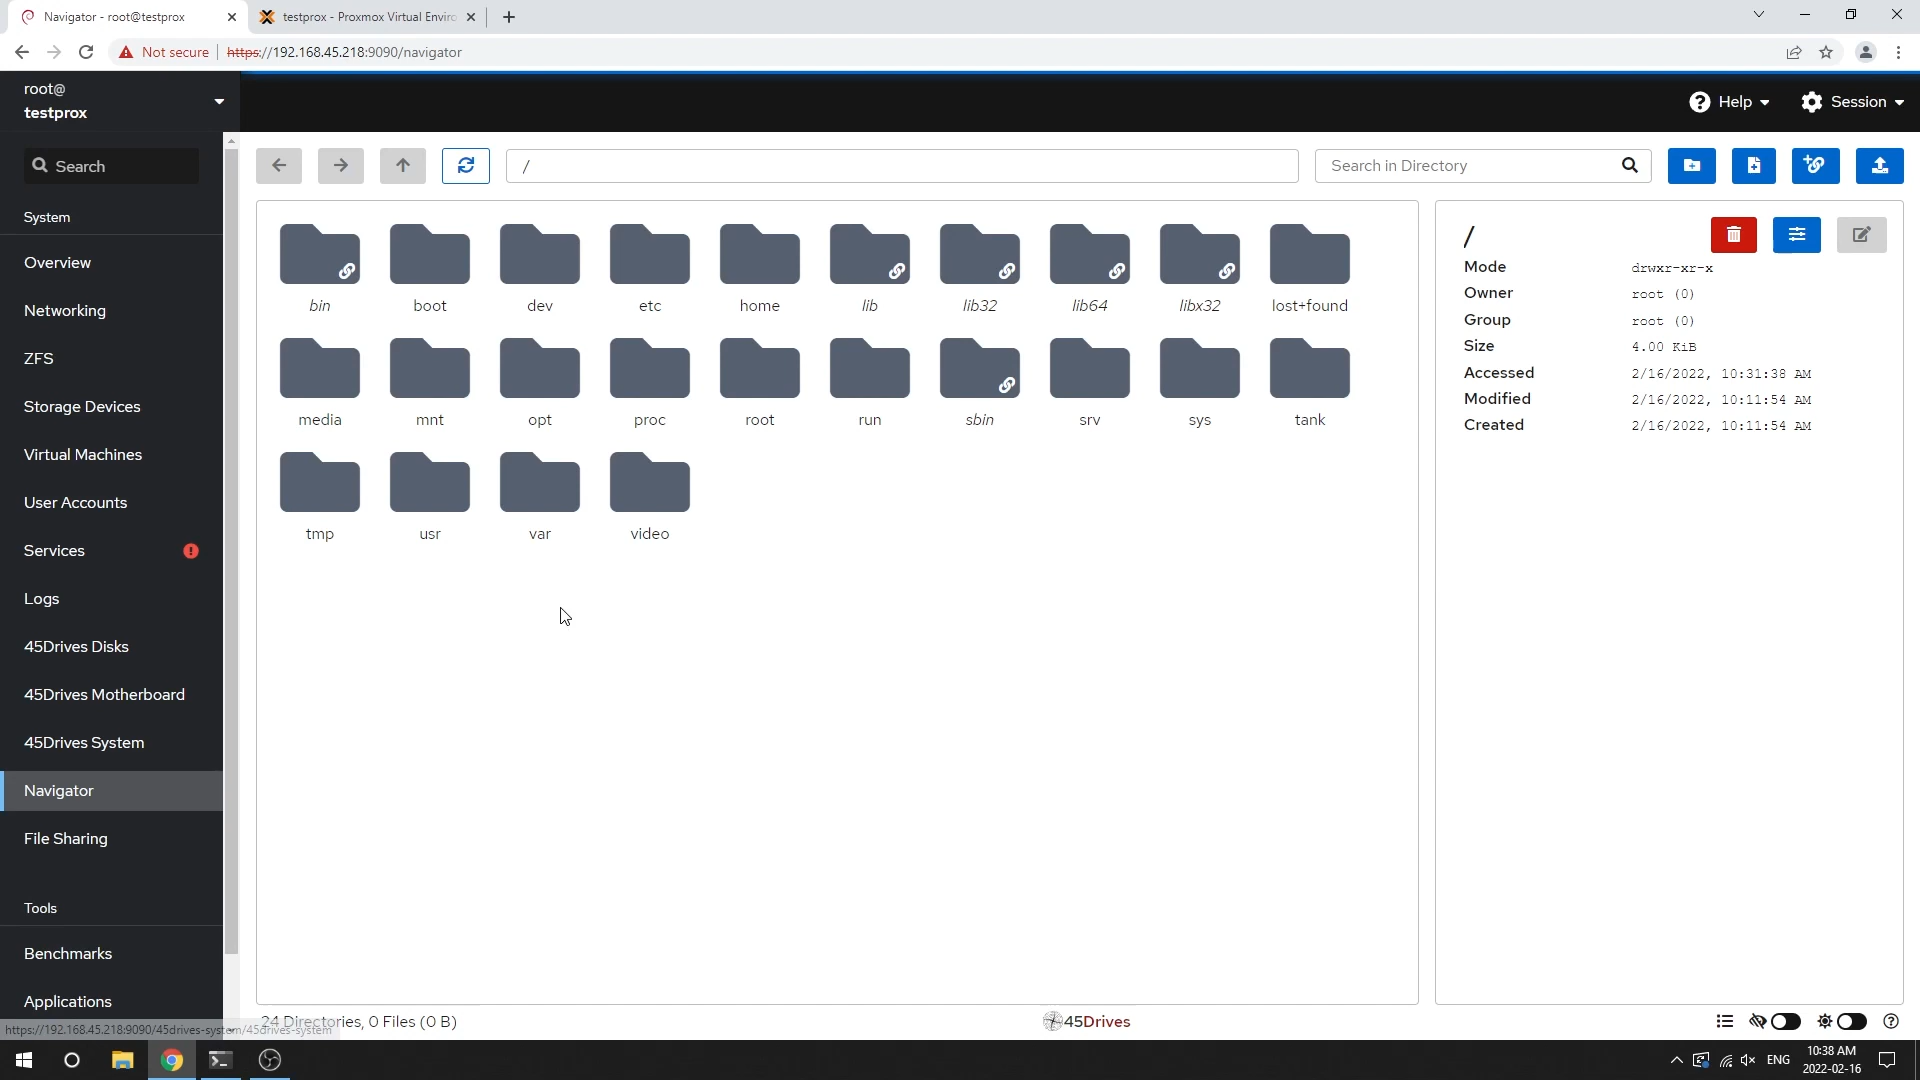 Navigator - root@testprox
testprox - Proxmox Virtual Enviro
Not secure
https://192.168.45.218:9090/navigator
root@
testprox
Help
Session
Search
/
Search in Directory
System
Overview
Networking
ZFS
Storage Devices
Virtual Machines
User Accounts
Services
Logs
45Drives Disks
45Drives Motherboard
45Drives System
Navigator
File Sharing
Tools
Benchmarks
Applications
bin
boot
dev
etc
home
lib
lib32
lib64
libx32
lost+found
media
mnt
opt
proc
root
run
sbin
srv
sys
tank
tmp
usr
var
video
/
Mode drwxr-xr-x
Owner root (0)
Group root (0)
Size 4.00 KiB
Accessed 2/16/2022, 10:31:38 AM
Modified 2/16/2022, 10:11:54 AM
Created 2/16/2022, 10:11:54 AM
24 Directories, 0 Files (0 B)
45Drives
https://192.168.45.218:9090/45drives-system/45drives-system
ENG
10:38 AM
2022-02-16